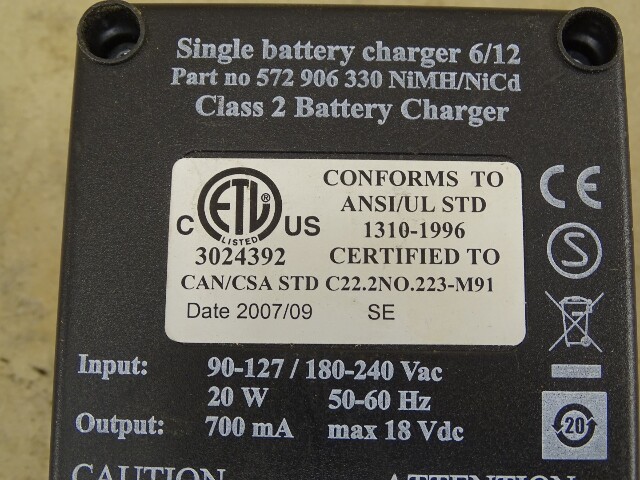 Single battery charger 6/12
Part no 572 906 330 NiMH/NiCd
Class 2 Battery Charger
CONFORMS TO
ANSI/UL STD
C ETL US
LISTED
1310-1996
3024392 CERTIFIED TO
CAN/CSA STD C22.2NO.223-M91
Date 2007/09 SE
CE
S
Input: 90-127 / 180-240 Vac
20 W 50-60 Hz
Output: 700 mA max 18 Vdc
20
CAUTION ATTENTION